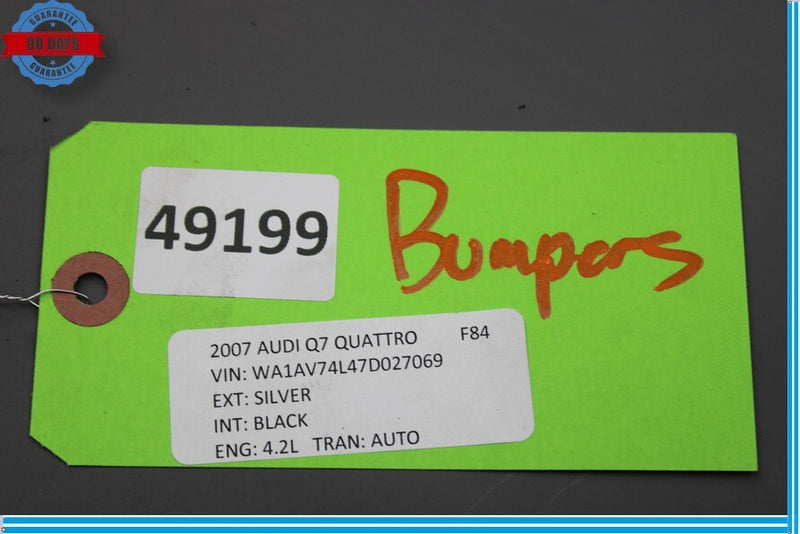 GUARANTEE
90 DAYS
GUARANTEE
49199
Bumpers
2007 AUDI Q7 QUATTRO F84
VIN: WA1AV74L47D027069
EXT: SILVER
INT: BLACK
ENG: 4.2L TRAN: AUTO